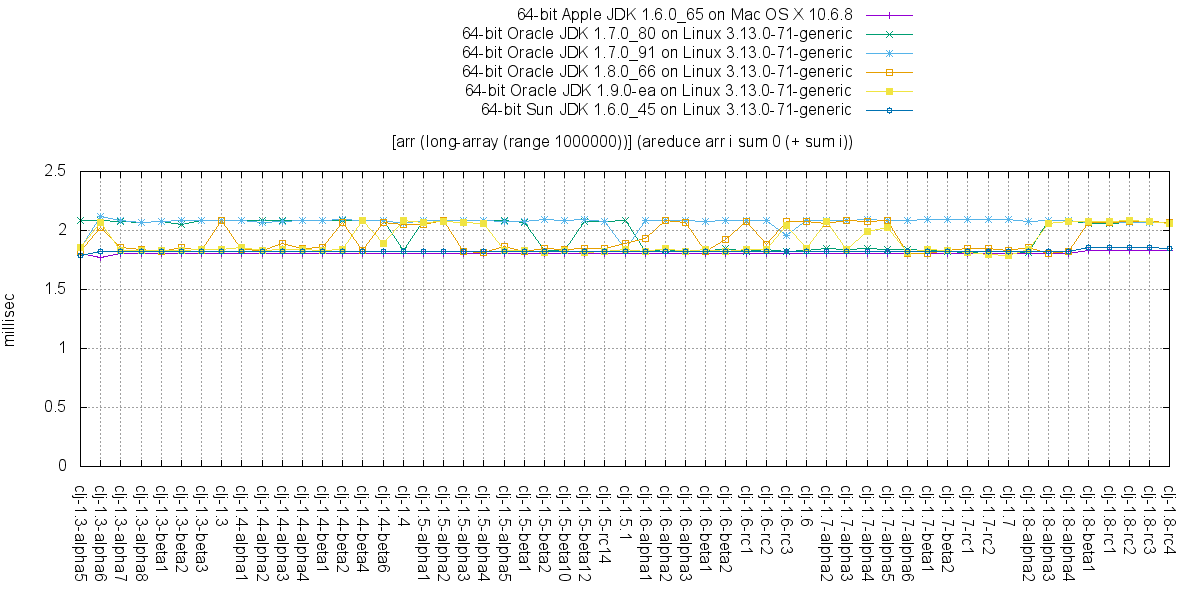 64-bit Apple JDK 1.6.0_65 on Mac OS X 10.6.8
64-bit Oracle JDK 1.7.0_80 on Linux 3.13.0-71-generic
64-bit Oracle JDK 1.7.0_91 on Linux 3.13.0-71-generic
64-bit Oracle JDK 1.8.0_66 on Linux 3.13.0-71-generic
64-bit Oracle JDK 1.9.0-ea on Linux 3.13.0-71-generic
64-bit Sun JDK 1.6.0_45 on Linux 3.13.0-71-generic
[arr (long-array (range 1000000))] (areduce arr i sum 0 (+ sum i))
2.5
2
1.5
1
0.5
0
millisec
clj-1.3-alpha5
clj-1.3-alpha6
clj-1.3-alpha7
clj-1.3-alpha8
clj-1.3-beta1
clj-1.3-beta2
clj-1.3-beta3
clj-1.3
clj-1.4-alpha1
clj-1.4-alpha2
clj-1.4-alpha3
clj-1.4-alpha4
clj-1.4-beta1
clj-1.4-beta2
clj-1.4-beta4
clj-1.4-beta6
clj-1.4
clj-1.5-alpha1
clj-1.5-alpha2
clj-1.5-alpha3
clj-1.5-alpha4
clj-1.5-alpha5
clj-1.5-beta1
clj-1.5-beta2
clj-1.5-beta10
clj-1.5-beta12
clj-1.5-rc14
clj-1.5.1
clj-1.6-alpha1
clj-1.6-alpha2
clj-1.6-alpha3
clj-1.6-beta1
clj-1.6-beta2
clj-1.6-rc1
clj-1.6-rc2
clj-1.6-rc3
clj-1.6
clj-1.7-alpha2
clj-1.7-alpha3
clj-1.7-alpha4
clj-1.7-alpha5
clj-1.7-alpha6
clj-1.7-beta1
clj-1.7-beta2
clj-1.7-rc1
clj-1.7-rc2
clj-1.7
clj-1.8-alpha2
clj-1.8-alpha3
clj-1.8-alpha4
clj-1.8-beta1
clj-1.8-rc1
clj-1.8-rc2
clj-1.8-rc3
clj-1.8-rc4